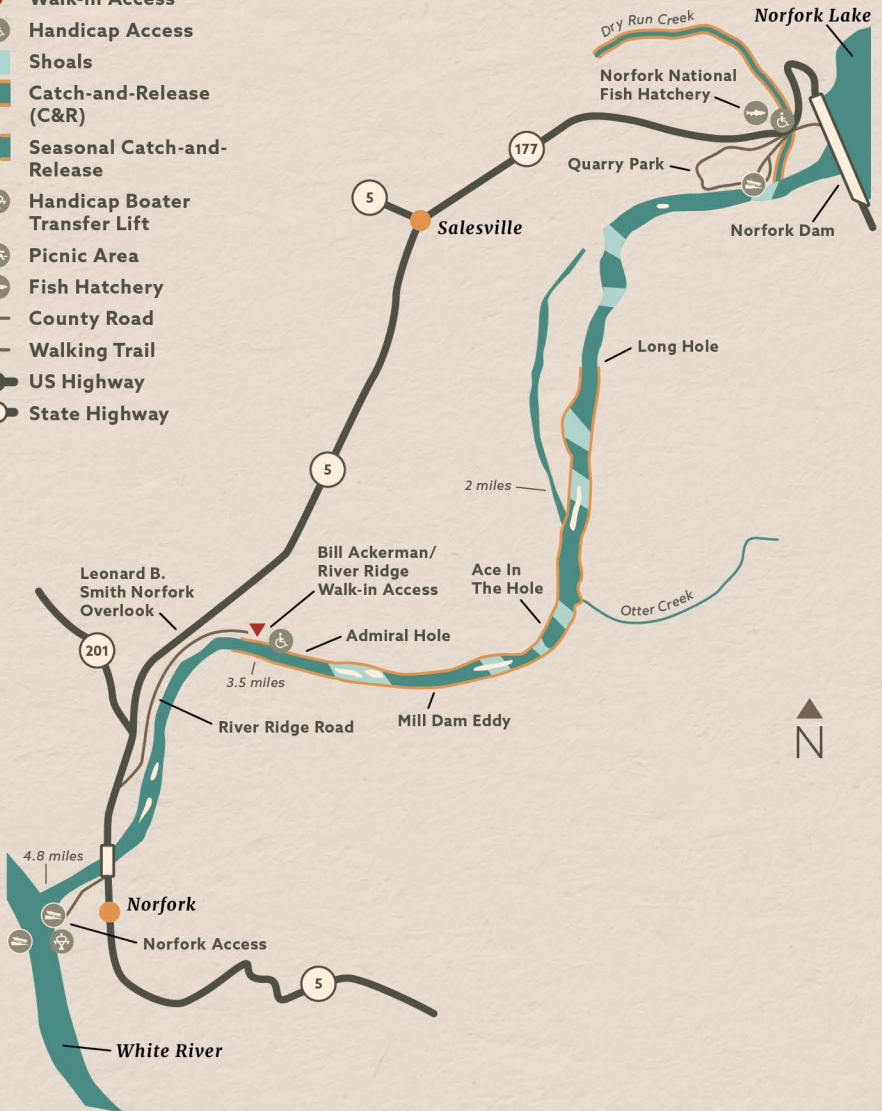 Walk-in Access
Handicap Access
Shoals
Catch-and-Release
(C&R)
Seasonal Catch-and-
Release
Handicap Boater
Transfer Lift
Picnic Area
Fish Hatchery
County Road
Walking Trail
US Highway
State Highway
Norfork Lake
Dry Run Creek
Norfork National
Fish Hatchery
177
Quarry Park
5
Salesville
Norfork Dam
Long Hole
5
2 miles
Bill Ackerman/
River Ridge
Walk-in Access
Ace In
The Hole
Leonard B.
Smith Norfork
Overlook
Otter Creek
201
Admiral Hole
3.5 miles
Mill Dam Eddy
River Ridge Road
N
4.8 miles
Norfork
Norfork Access
5
White River